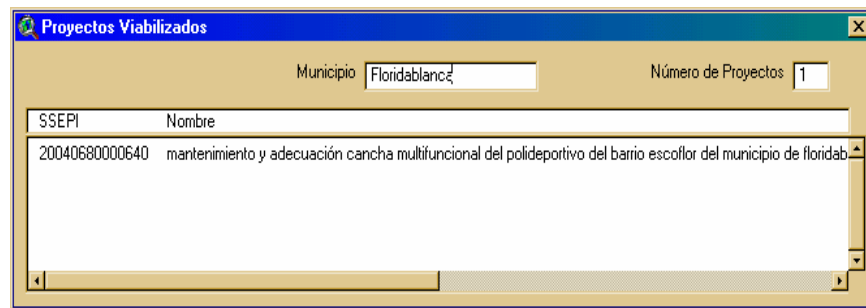 Proyectos Viabilizados
Municipio Floridablanca Número de Proyectos 1
SSEPI Nombre
20040680000640 mantenimiento y adecuación cancha multifuncional del polideportivo del barrio escoflor del municipio de floridab